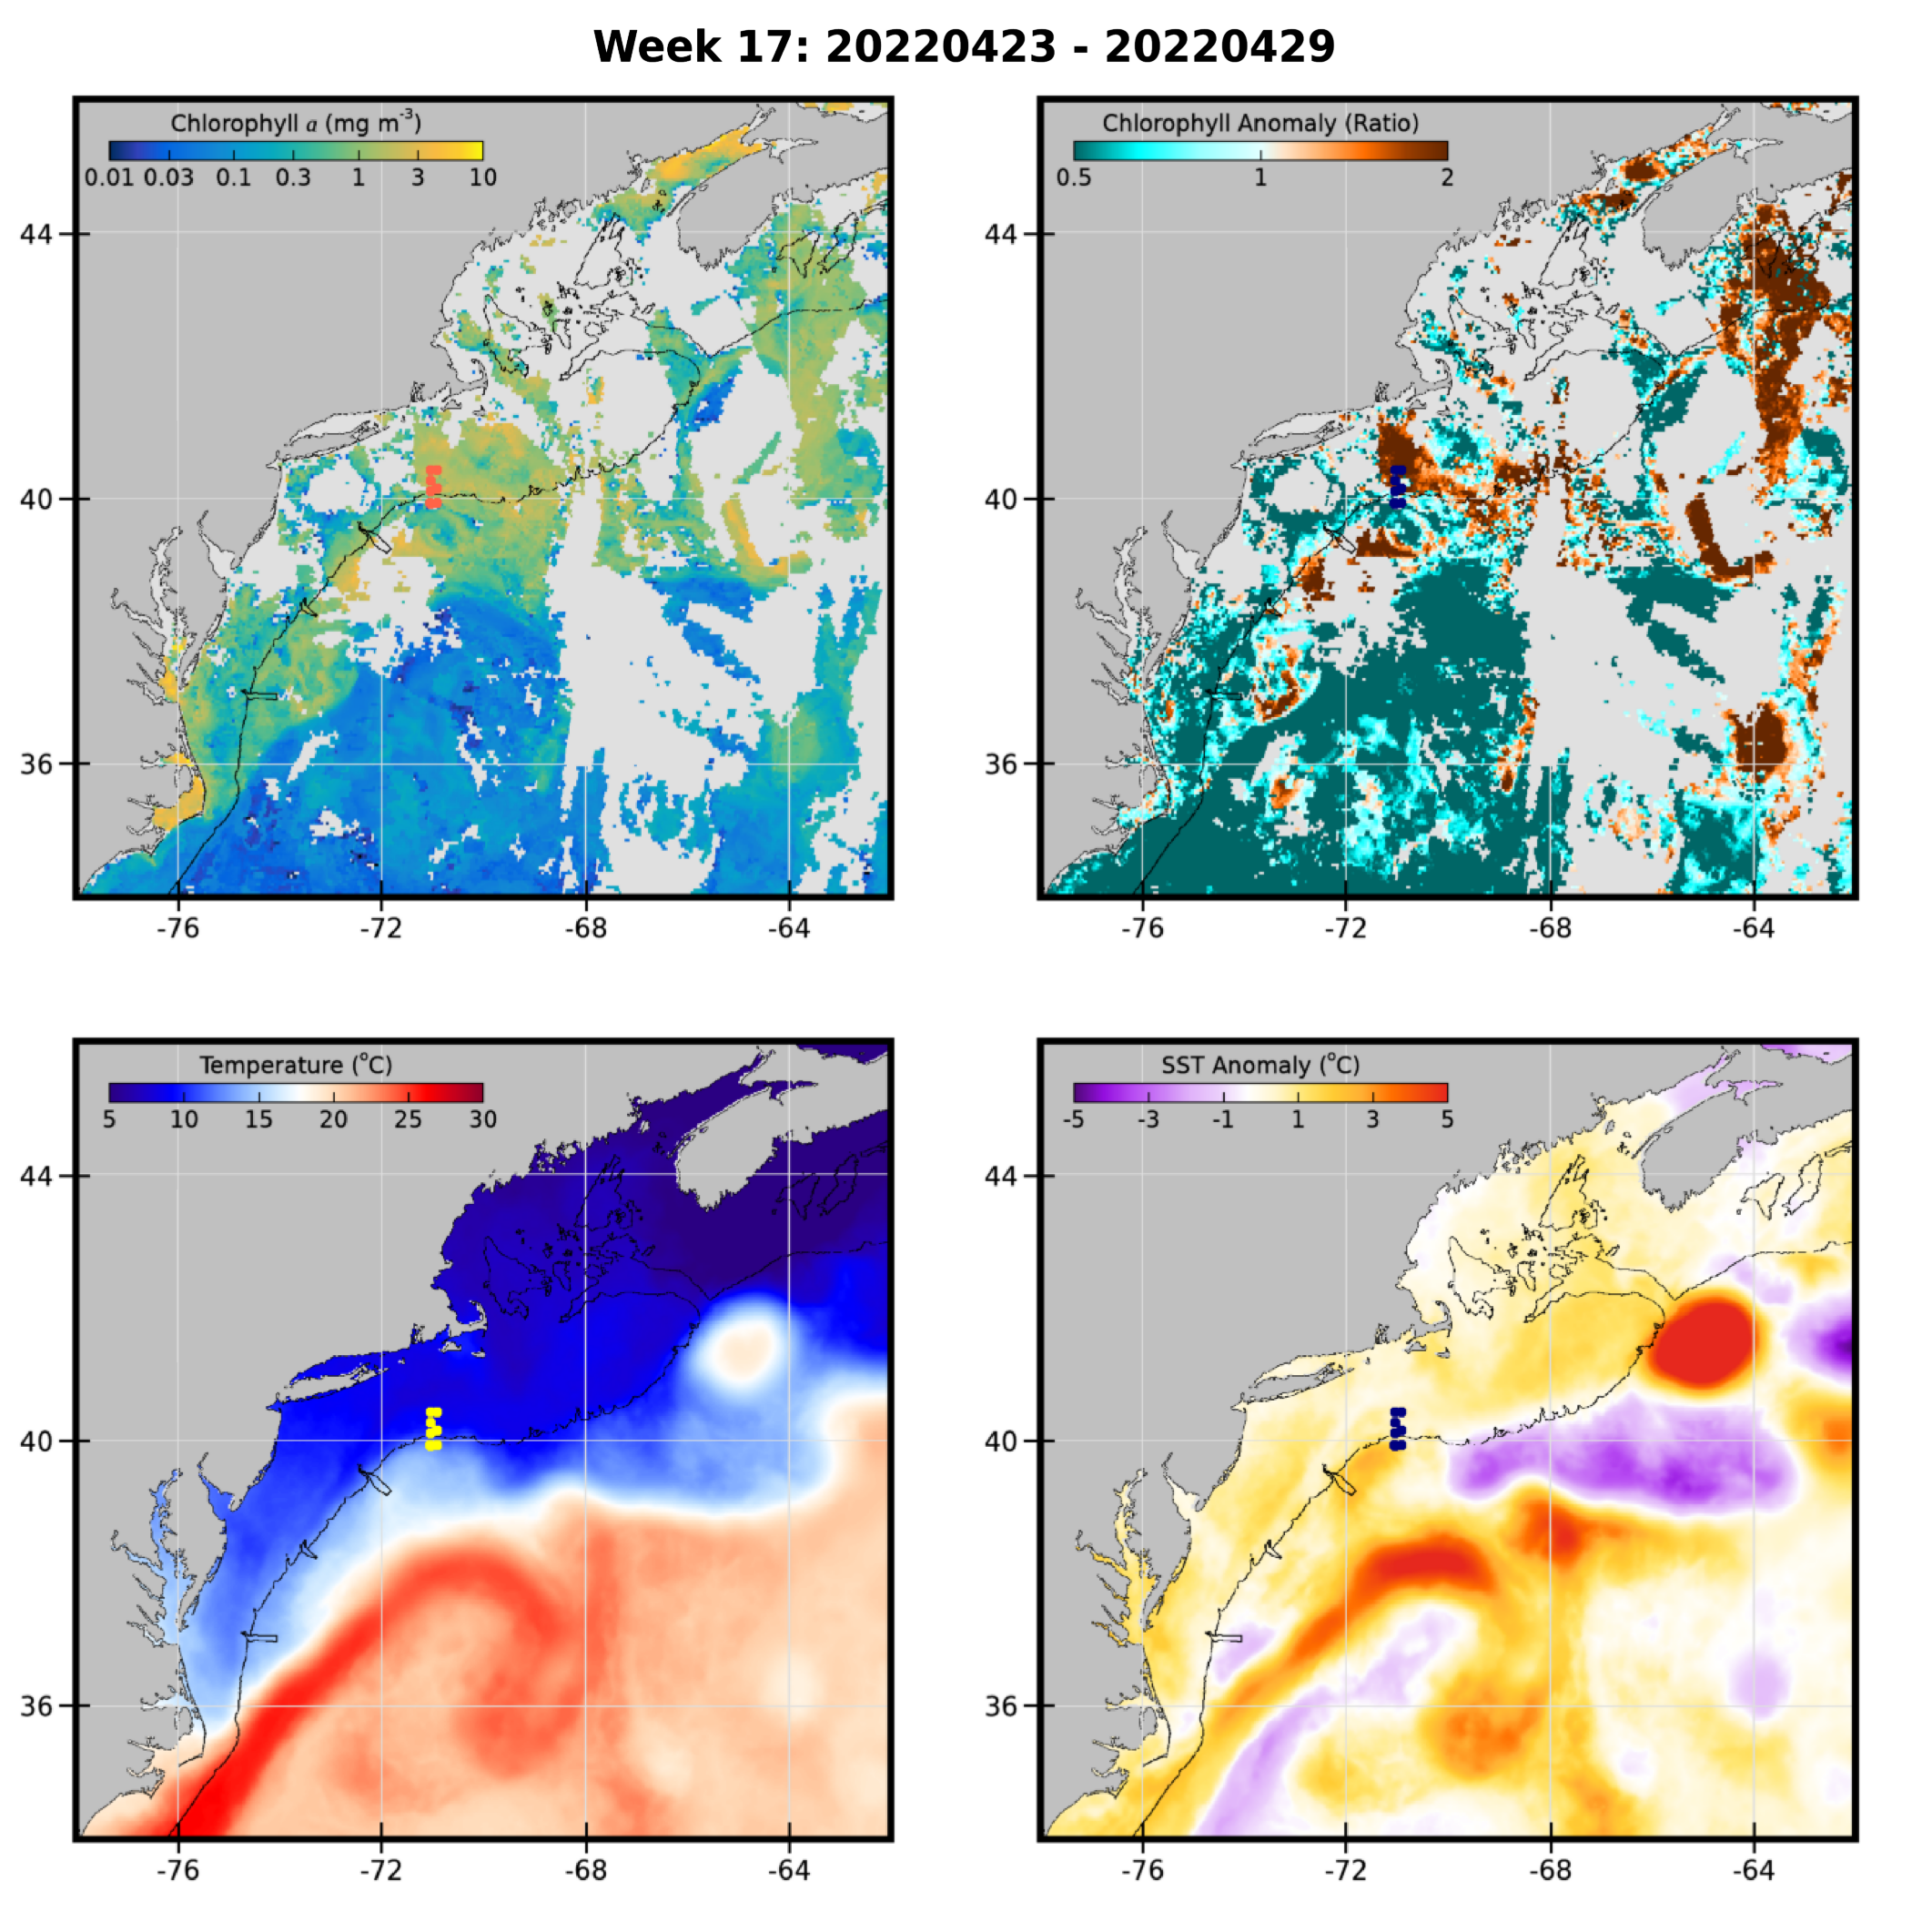 Week 17: 20220423 - 20220429
Chlorophyll a (mg m-3)
0.01 0.03 0.1 0.3 1 3 10
44
40
36
-76 -72 -68 -64
Chlorophyll Anomaly (Ratio)
0.5 1 2
44
40
36
-76 -72 -68 -64
Temperature (oC)
5 10 15 20 25 30
44
40
36
-76 -72 -68 -64
SST Anomaly (oC)
-5 -3 -1 1 3 5
44
40
36
-76 -72 -68 -64